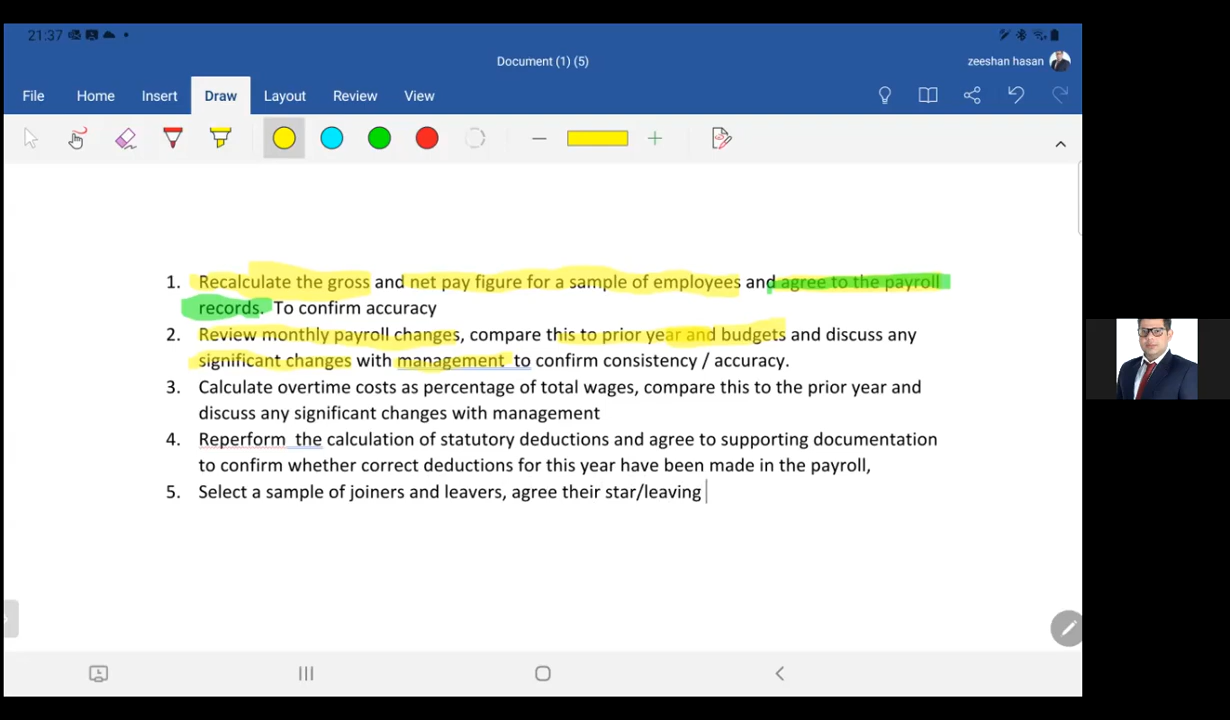 21:37
Document (1) (5)
zeeshan hasan
File Home Insert Draw Layout Review View
1. Recalculate the gross and net pay figure for a sample of employees and agree to the payroll
records. To confirm accuracy
2. Review monthly payroll changes, compare this to prior year and budgets and discuss any
significant changes with management to confirm consistency / accuracy.
3. Calculate overtime costs as percentage of total wages, compare this to the prior year and
discuss any significant changes with management
4. Reperform the calculation of statutory deductions and agree to supporting documentation
to confirm whether correct deductions for this year have been made in the payroll,
5. Select a sample of joiners and leavers, agree their star/leaving